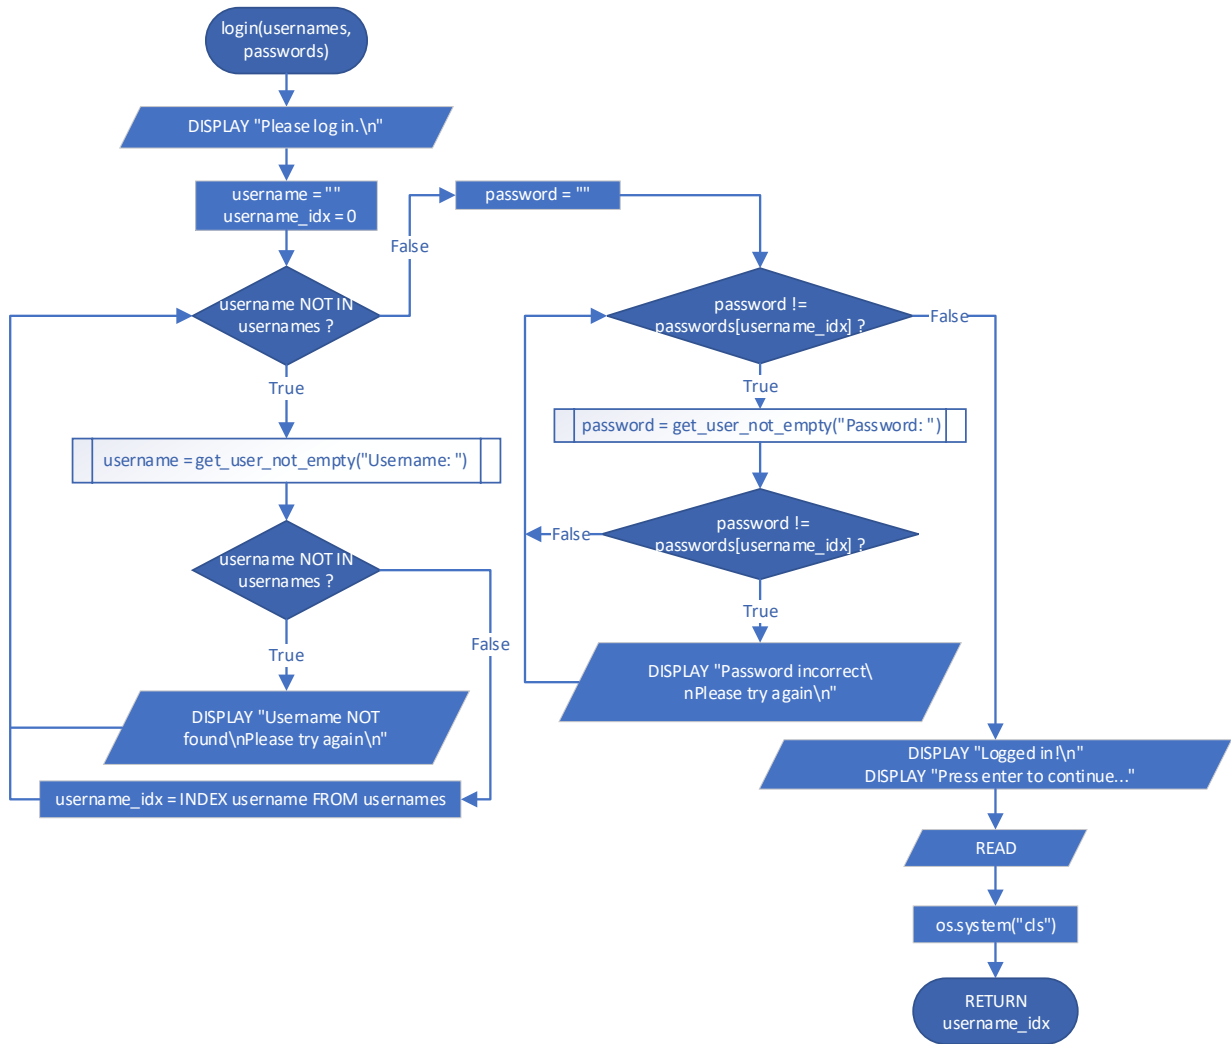 login(usernames,
passwords)
DISPLAY "Please log in.\n"
username = ""
username_idx = 0
False
username NOT IN
usernames ?
True
username = get_user_not_empty("Username: ")
username NOT IN
usernames ?
True
False
DISPLAY "Username NOT
found\nPlease try again\n"
username_idx = INDEX username FROM usernames
password = ""
password !=
passwords[username_idx] ?
False
True
password = get_user_not_empty("Password: ")
password !=
passwords[username_idx] ?
False
True
DISPLAY "Password incorrect\
nPlease try again\n"
DISPLAY "Logged in!\n"
DISPLAY "Press enter to continue..."
READ
os.system("cls")
RETURN
username_idx